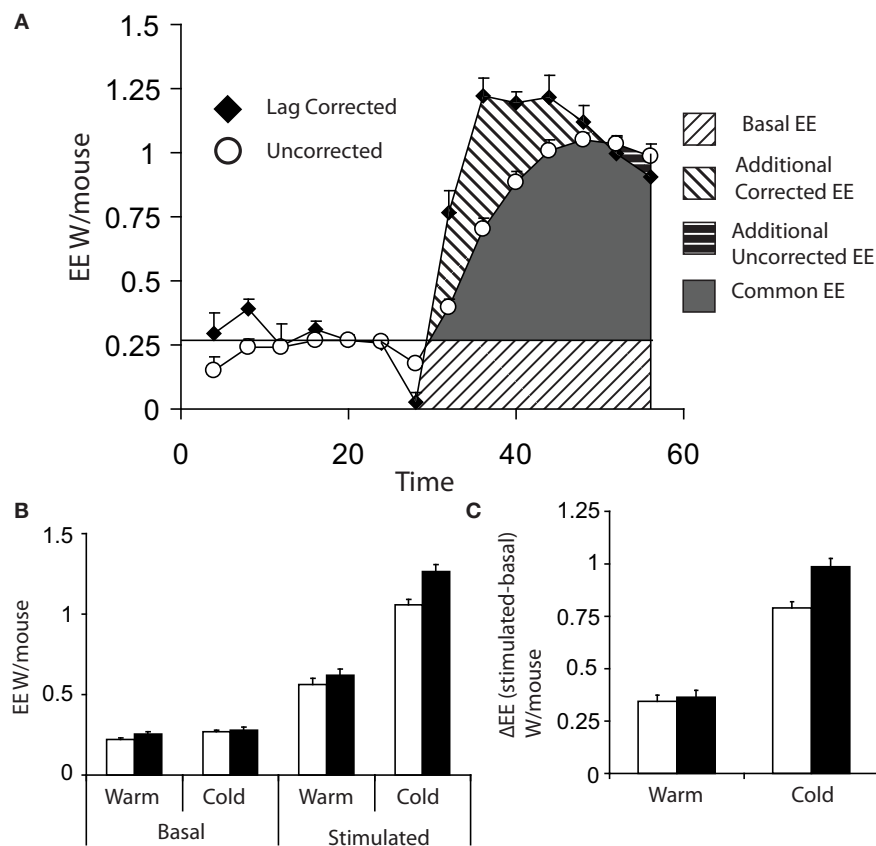 A
EE W/mouse
1.5
1.25
1
0.75
0.5
0.25
0
0
20
40
60
Time
Lag Corrected
Uncorrected
Basal EE
Additional
Corrected EE
Additional
Uncorrected EE
Common EE
B
EE W/mouse
1.5
1
0.5
0
Warm
Cold
Warm
Cold
Basal
Stimulated
C
ΔEE (stimulated-basal)
W/mouse
1.25
1
0.75
0.5
0.25
0
Warm
Cold